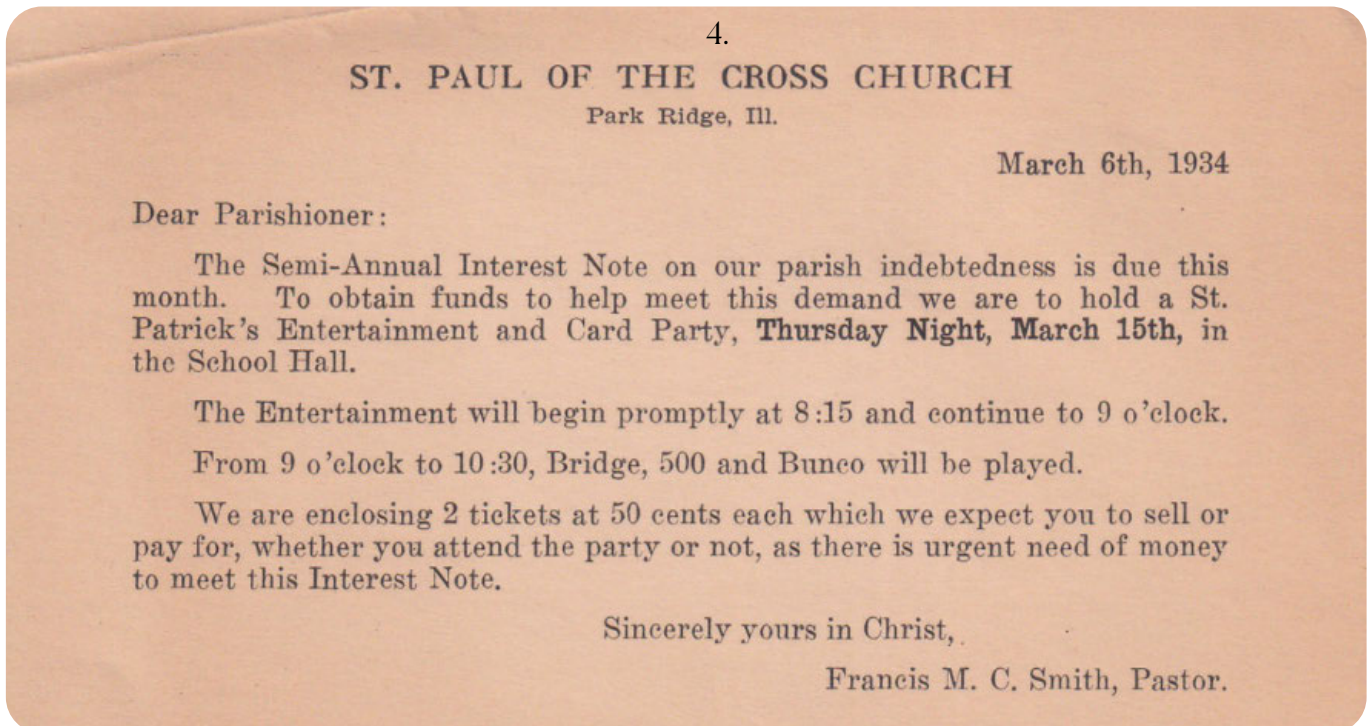 4.
ST. PAUL OF THE CROSS CHURCH
Park Ridge, Ill.
March 6th, 1934
Dear Parishioner:
The Semi-Annual Interest Note on our parish indebtedness is due this
month. To obtain funds to help meet this demand we are to hold a St.
Patrick's Entertainment and Card Party, Thursday Night, March 15th, in
the School Hall.
The Entertainment will begin promptly at 8:15 and continue to 9 o'clock.
From 9 o'clock to 10:30, Bridge, 500 and Bunco will be played.
We are enclosing 2 tickets at 50 cents each which we expect you to sell or
pay for, whether you attend the party or not, as there is urgent need of money
to meet this Interest Note.
Sincerely yours in Christ,
Francis M. C. Smith, Pastor.